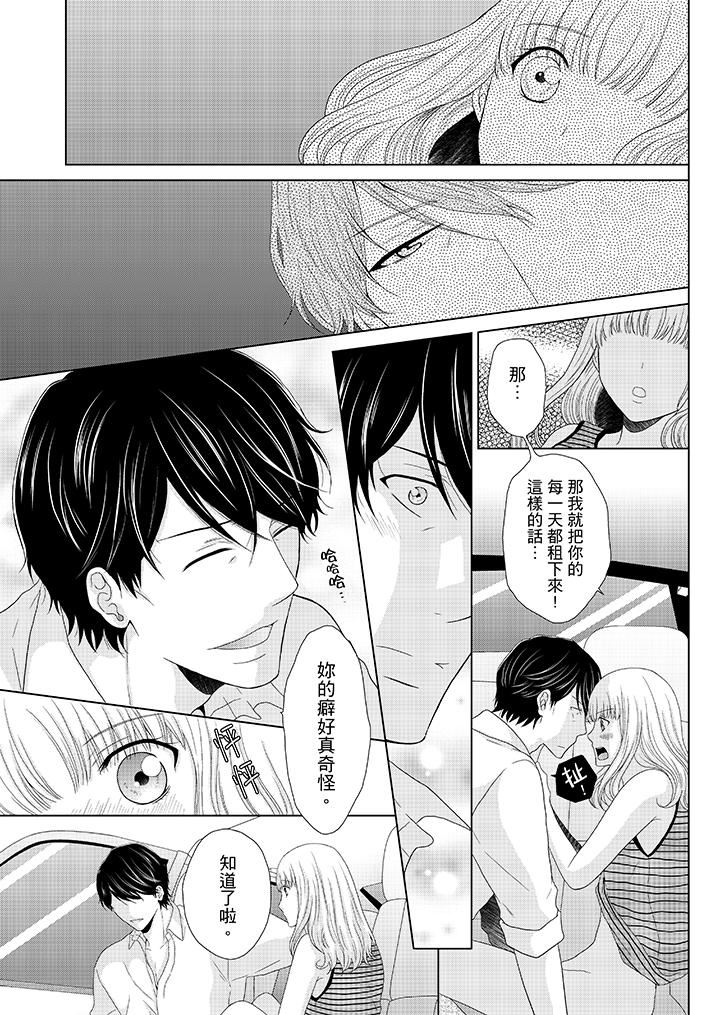 那…
那我就把你的
每一天都租下來！
這樣的話…
扯！
哈哈哈…
妳的癖好真奇怪。
怦
怦
知道了啦。